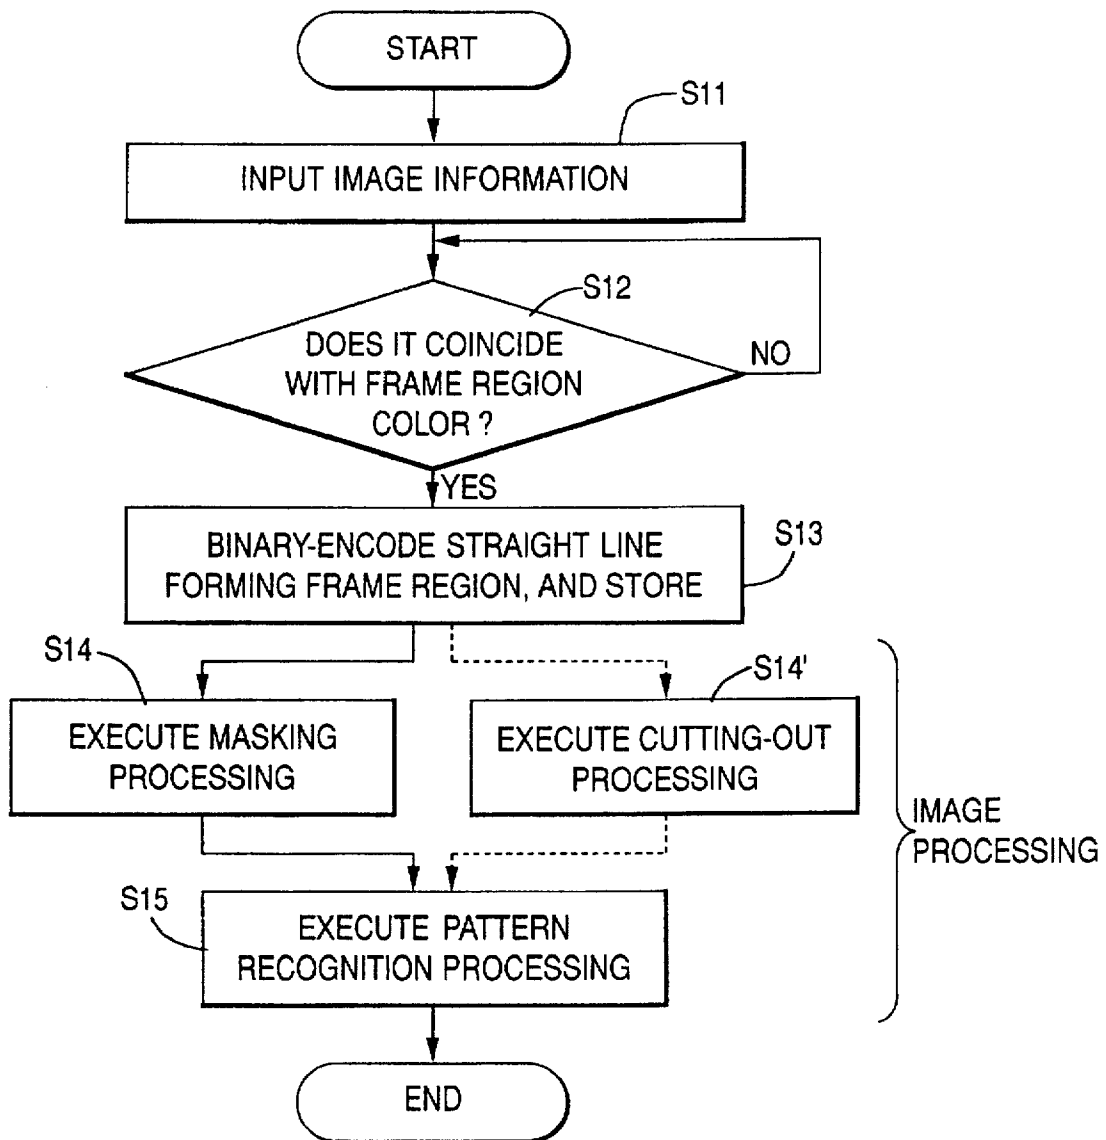 START
S11
INPUT IMAGE INFORMATION
S12
DOES IT COINCIDE
WITH FRAME REGION
COLOR ?
NO
YES
S13
BINARY-ENCODE STRAIGHT LINE
FORMING FRAME REGION, AND STORE
S14
EXECUTE MASKING
PROCESSING
S14'
EXECUTE CUTTING-OUT
PROCESSING
IMAGE
PROCESSING
S15
EXECUTE PATTERN
RECOGNITION PROCESSING
END